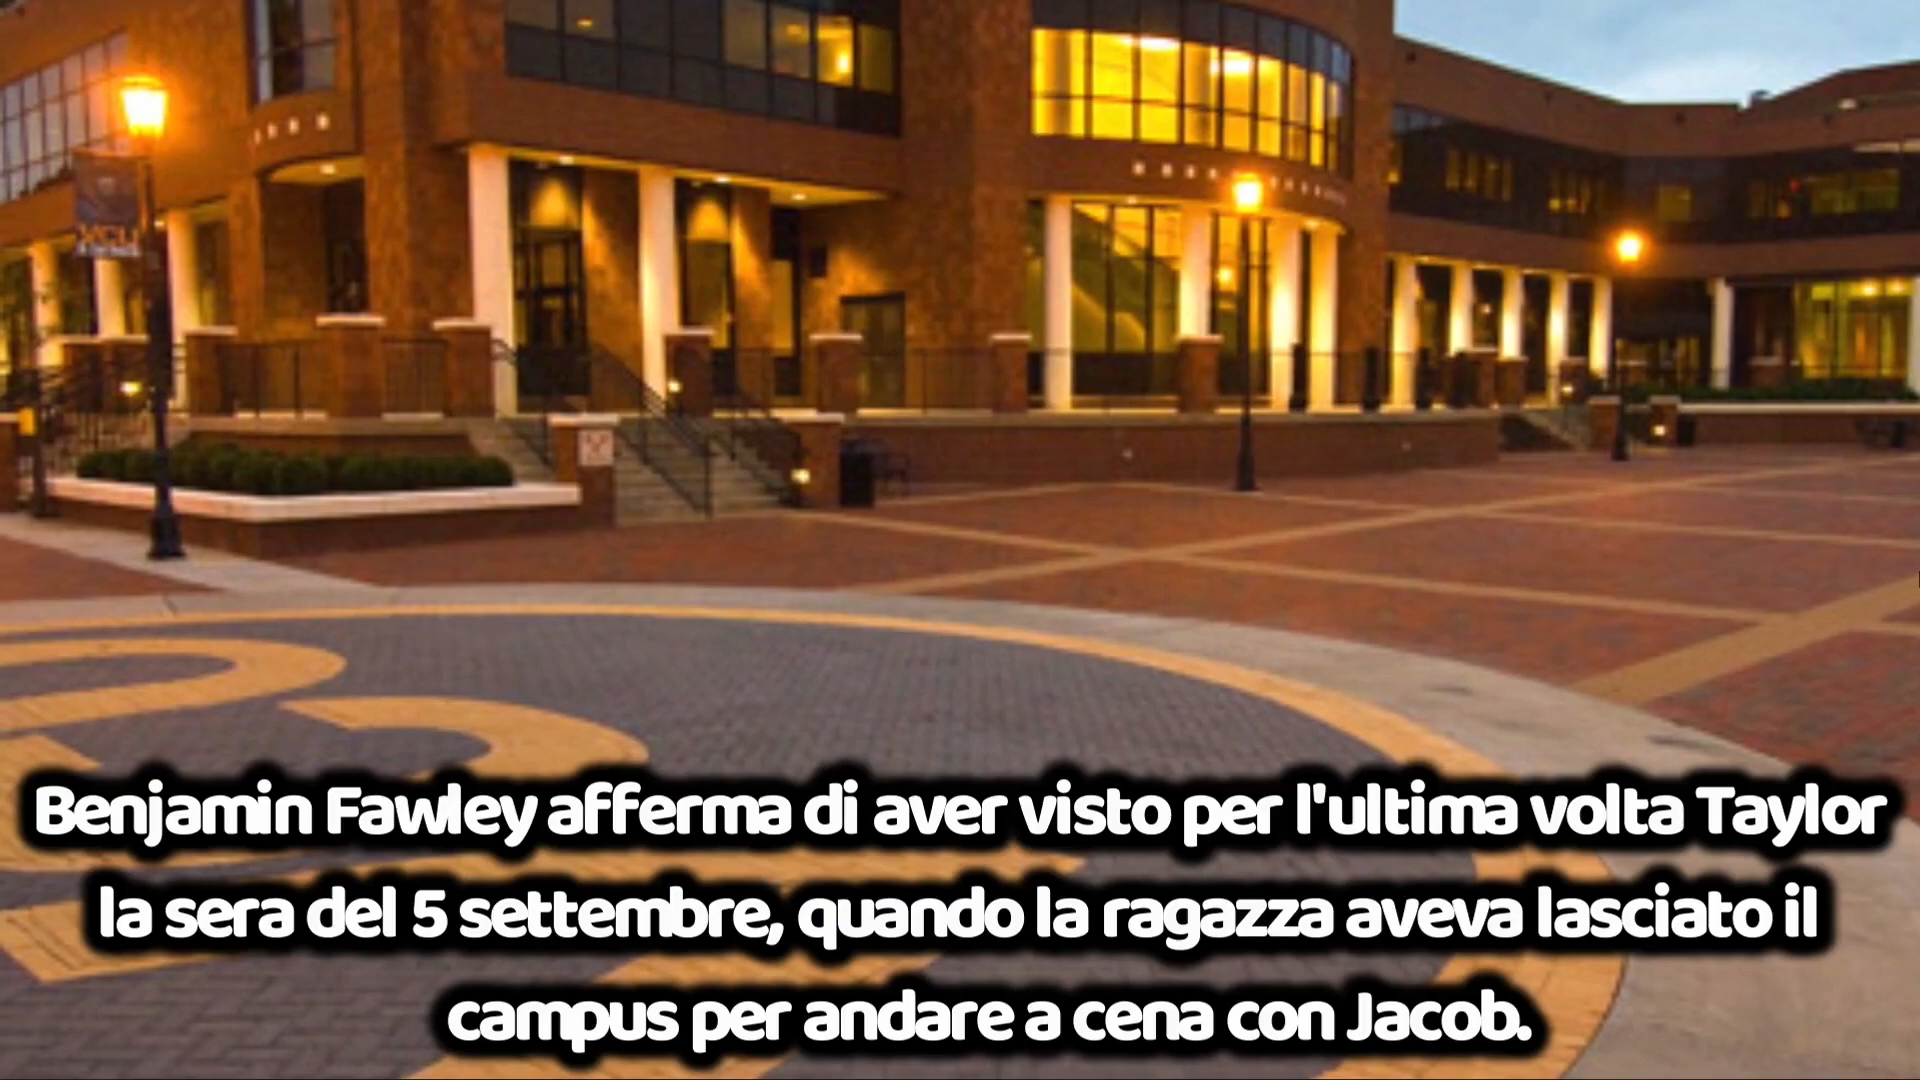 VCU
Benjamin Fawley afferma di aver visto per l'ultima volta Taylor
la sera del 5 settembre, quando la ragazza aveva lasciato il
campus per andare a cena con Jacob.